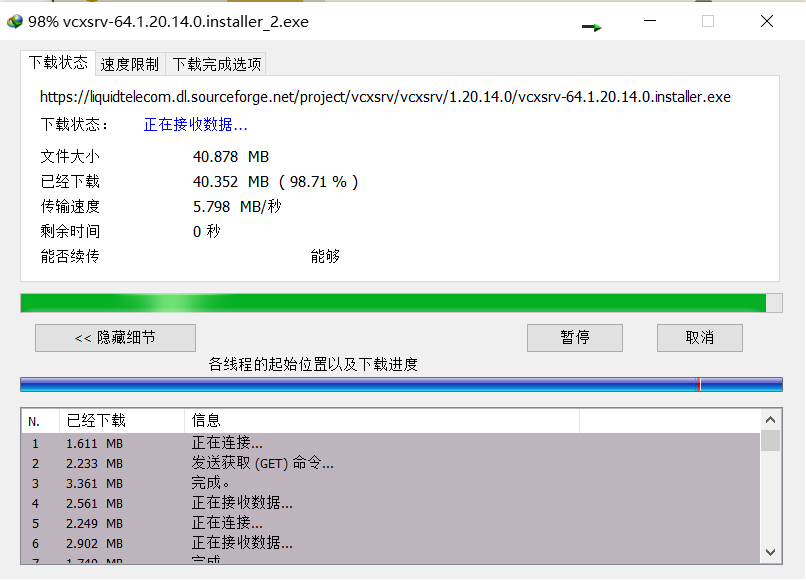 98% vcxsrv-64.1.20.14.0.installer_2.exe
下载状态 速度限制 下载完成选项
https://liquidtelecom.dl.sourceforge.net/project/vcxsrv/vcxsrv/1.20.14.0/vcxsrv-64.1.20.14.0.installer.exe
下载状态： 正在接收数据...
文件大小 40.878 MB
已经下载 40.352 MB ( 98.71 % )
传输速度 5.798 MB/秒
剩余时间 0 秒
能否续传 能够
<< 隐藏细节 暂停 取消
各线程的起始位置以及下载进度
N. 已经下载 信息
1 1.611 MB 正在连接...
2 2.233 MB 发送获取 (GET) 命令...
3 3.361 MB 完成。
4 2.561 MB 正在接收数据...
5 2.249 MB 正在连接...
6 2.902 MB 正在接收数据...